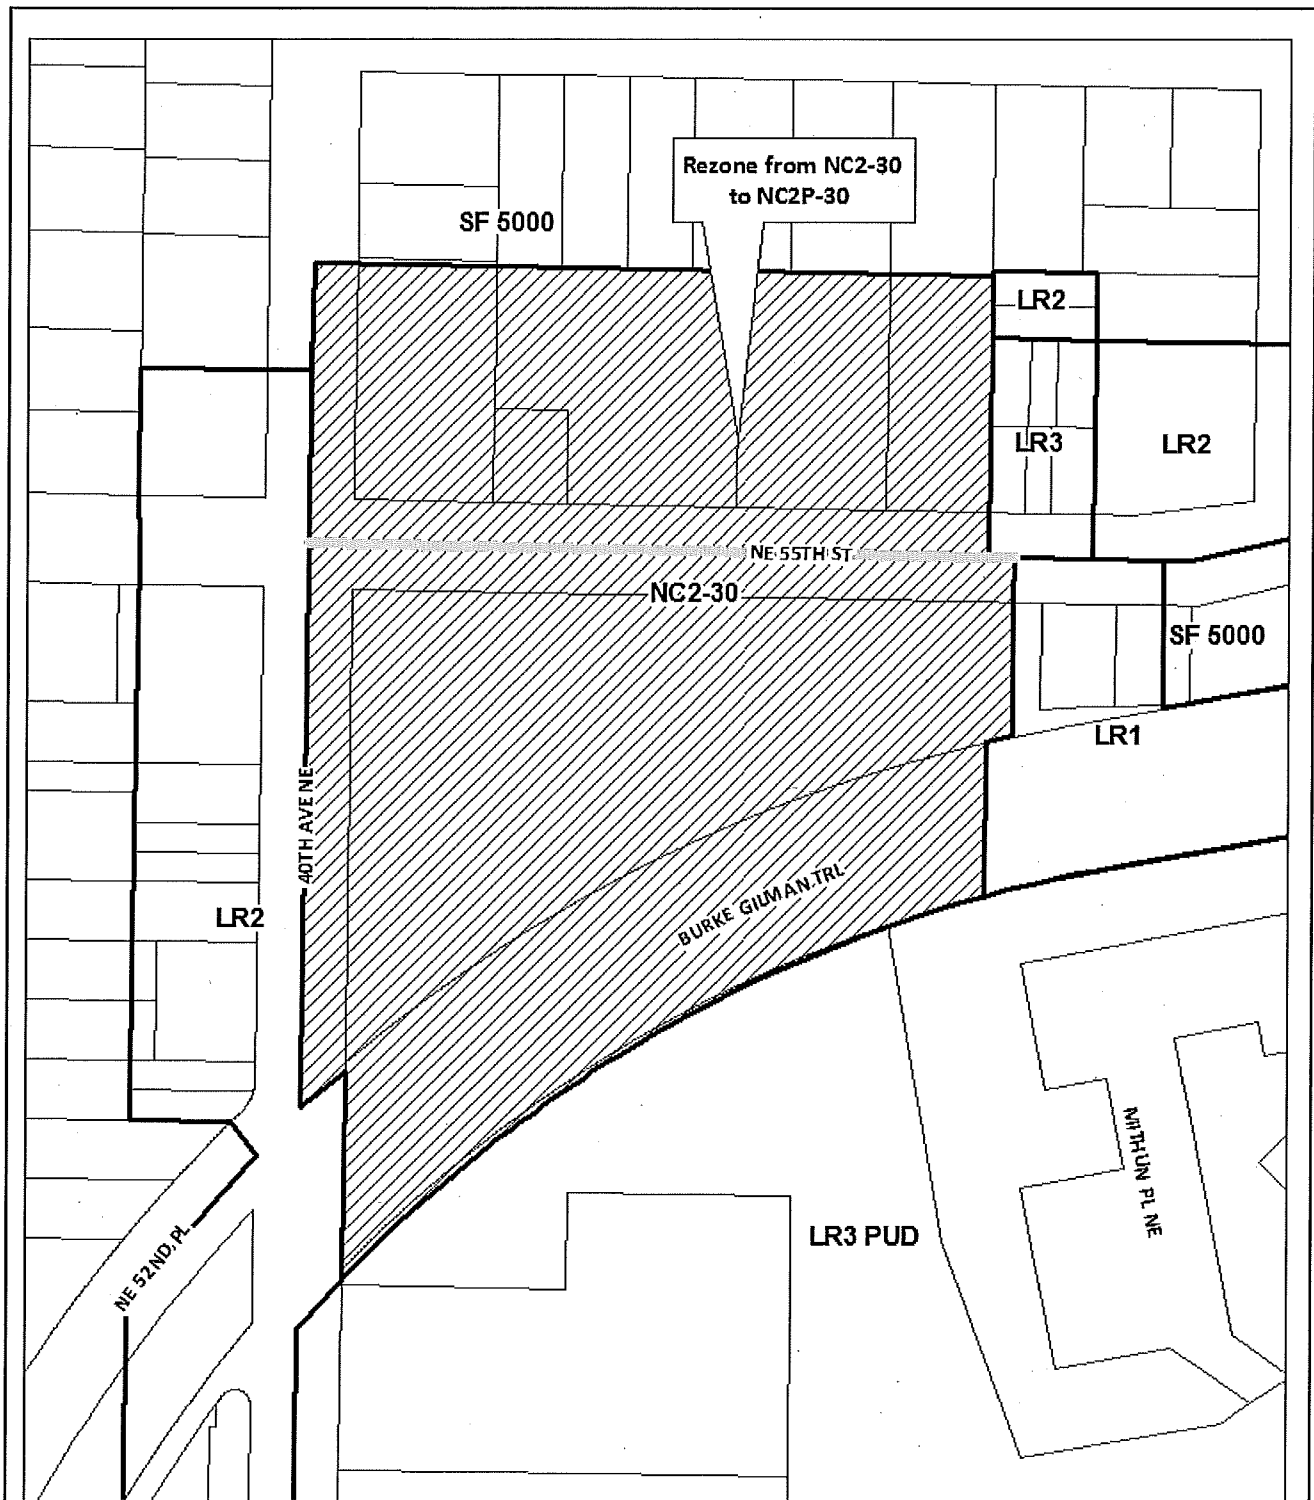 Rezone from NC2-30
to NC2P-30
SF 5000
LR2
LR3
LR2
NE 55TH ST
NC2-30
SF 5000
LR1
40TH AVE NE
BURKE GILMAN TRL
LR2
MITHUN PL NE
LR3 PUD
NE 52ND PL